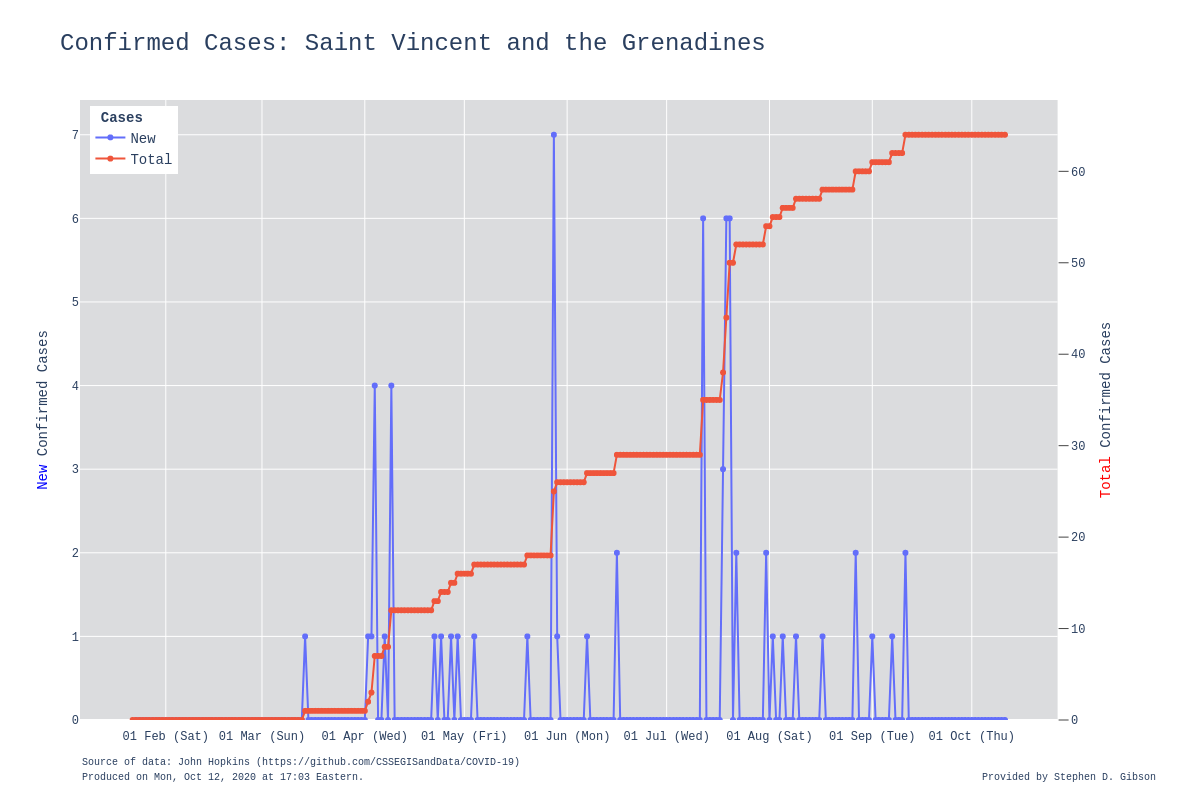 Confirmed Cases: Saint Vincent and the Grenadines
Cases
New
Total
7
6
5
4
3
2
1
0
New Confirmed Cases
60
50
40
30
20
10
0
Total Confirmed Cases
01 Feb (Sat) 01 Mar (Sun) 01 Apr (Wed) 01 May (Fri) 01 Jun (Mon) 01 Jul (Wed) 01 Aug (Sat) 01 Sep (Tue) 01 Oct (Thu)
Source of data: John Hopkins (https://github.com/CSSEGISandData/COVID-19)
Produced on Mon, Oct 12, 2020 at 17:03 Eastern.
Provided by Stephen D. Gibson